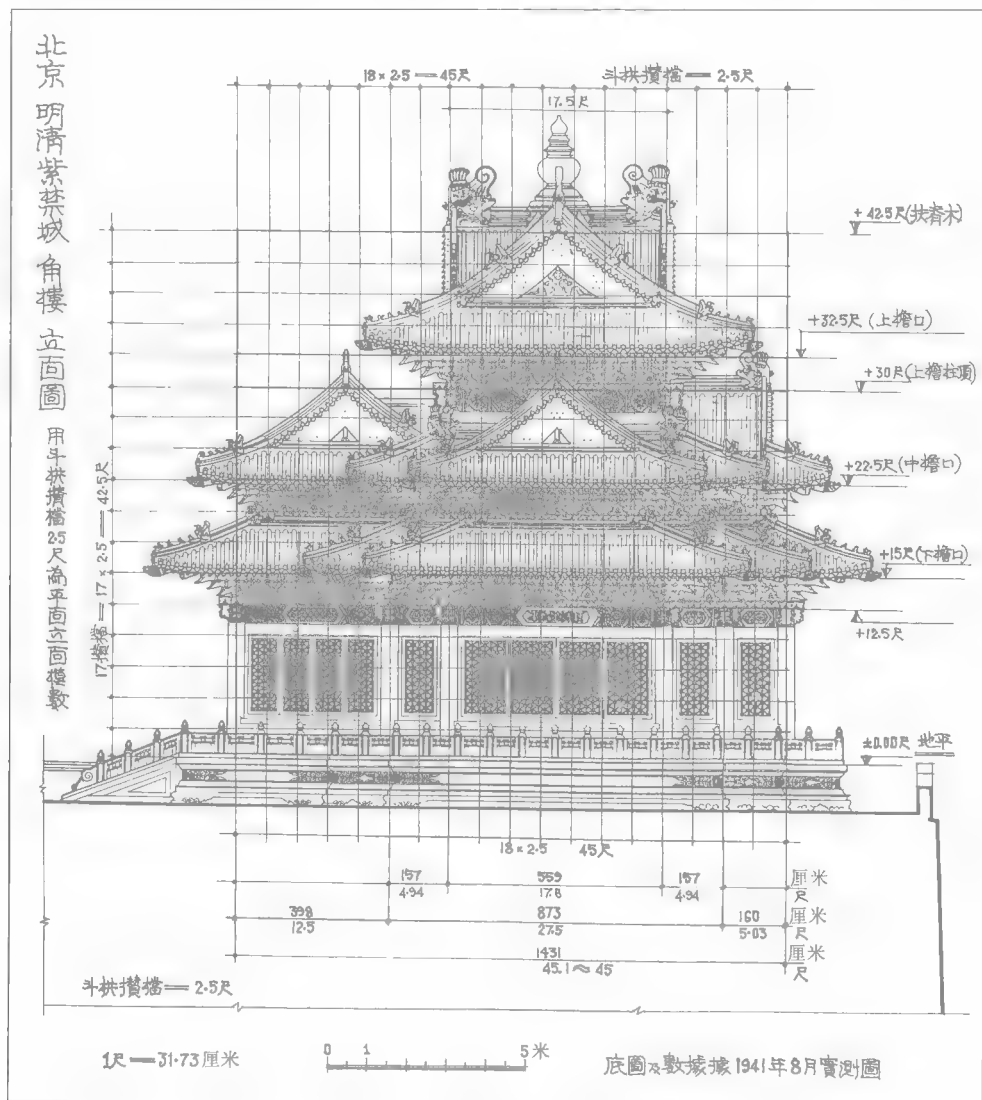 北京 明清紫禁城 角樓 立面圖
用斗拱攢檔2.5尺為平面立面模數
18×2.5＝45尺
斗拱攢檔＝2.5尺
17.5尺
+42.5尺(扶脊木)
+32.5尺(上檐口)
+30尺(上檐柱頂)
+22.5尺(中檐口)
+15尺(下檐口)
+12.5尺
±0.00尺 地平
17攢檔＝17×2.5＝42.5尺
18×2.5 45尺
157 559 157 厘米
4.94 17.6 4.94 尺
398 873 160 厘米
12.5 27.5 5.03 尺
1431 厘米
45.1≈45 尺
斗拱攢檔＝2.5尺
1尺＝31.73厘米
0 1 5米
底圖及數據據1941年8月實測圖